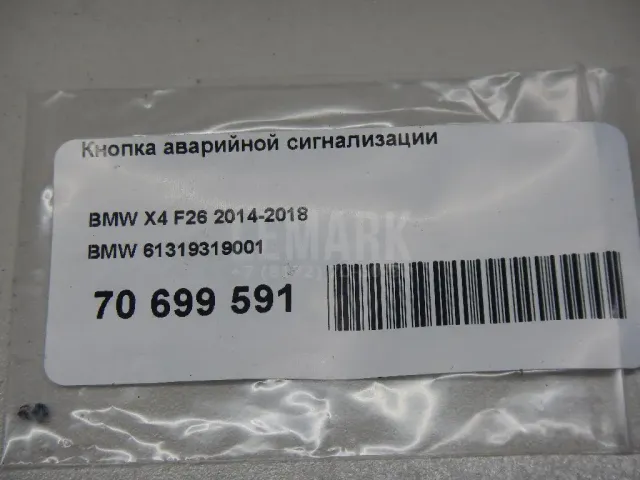 Кнопка аварийной сигнализации
BMW X4 F26 2014-2018
BMW 61319319001
70 699 591